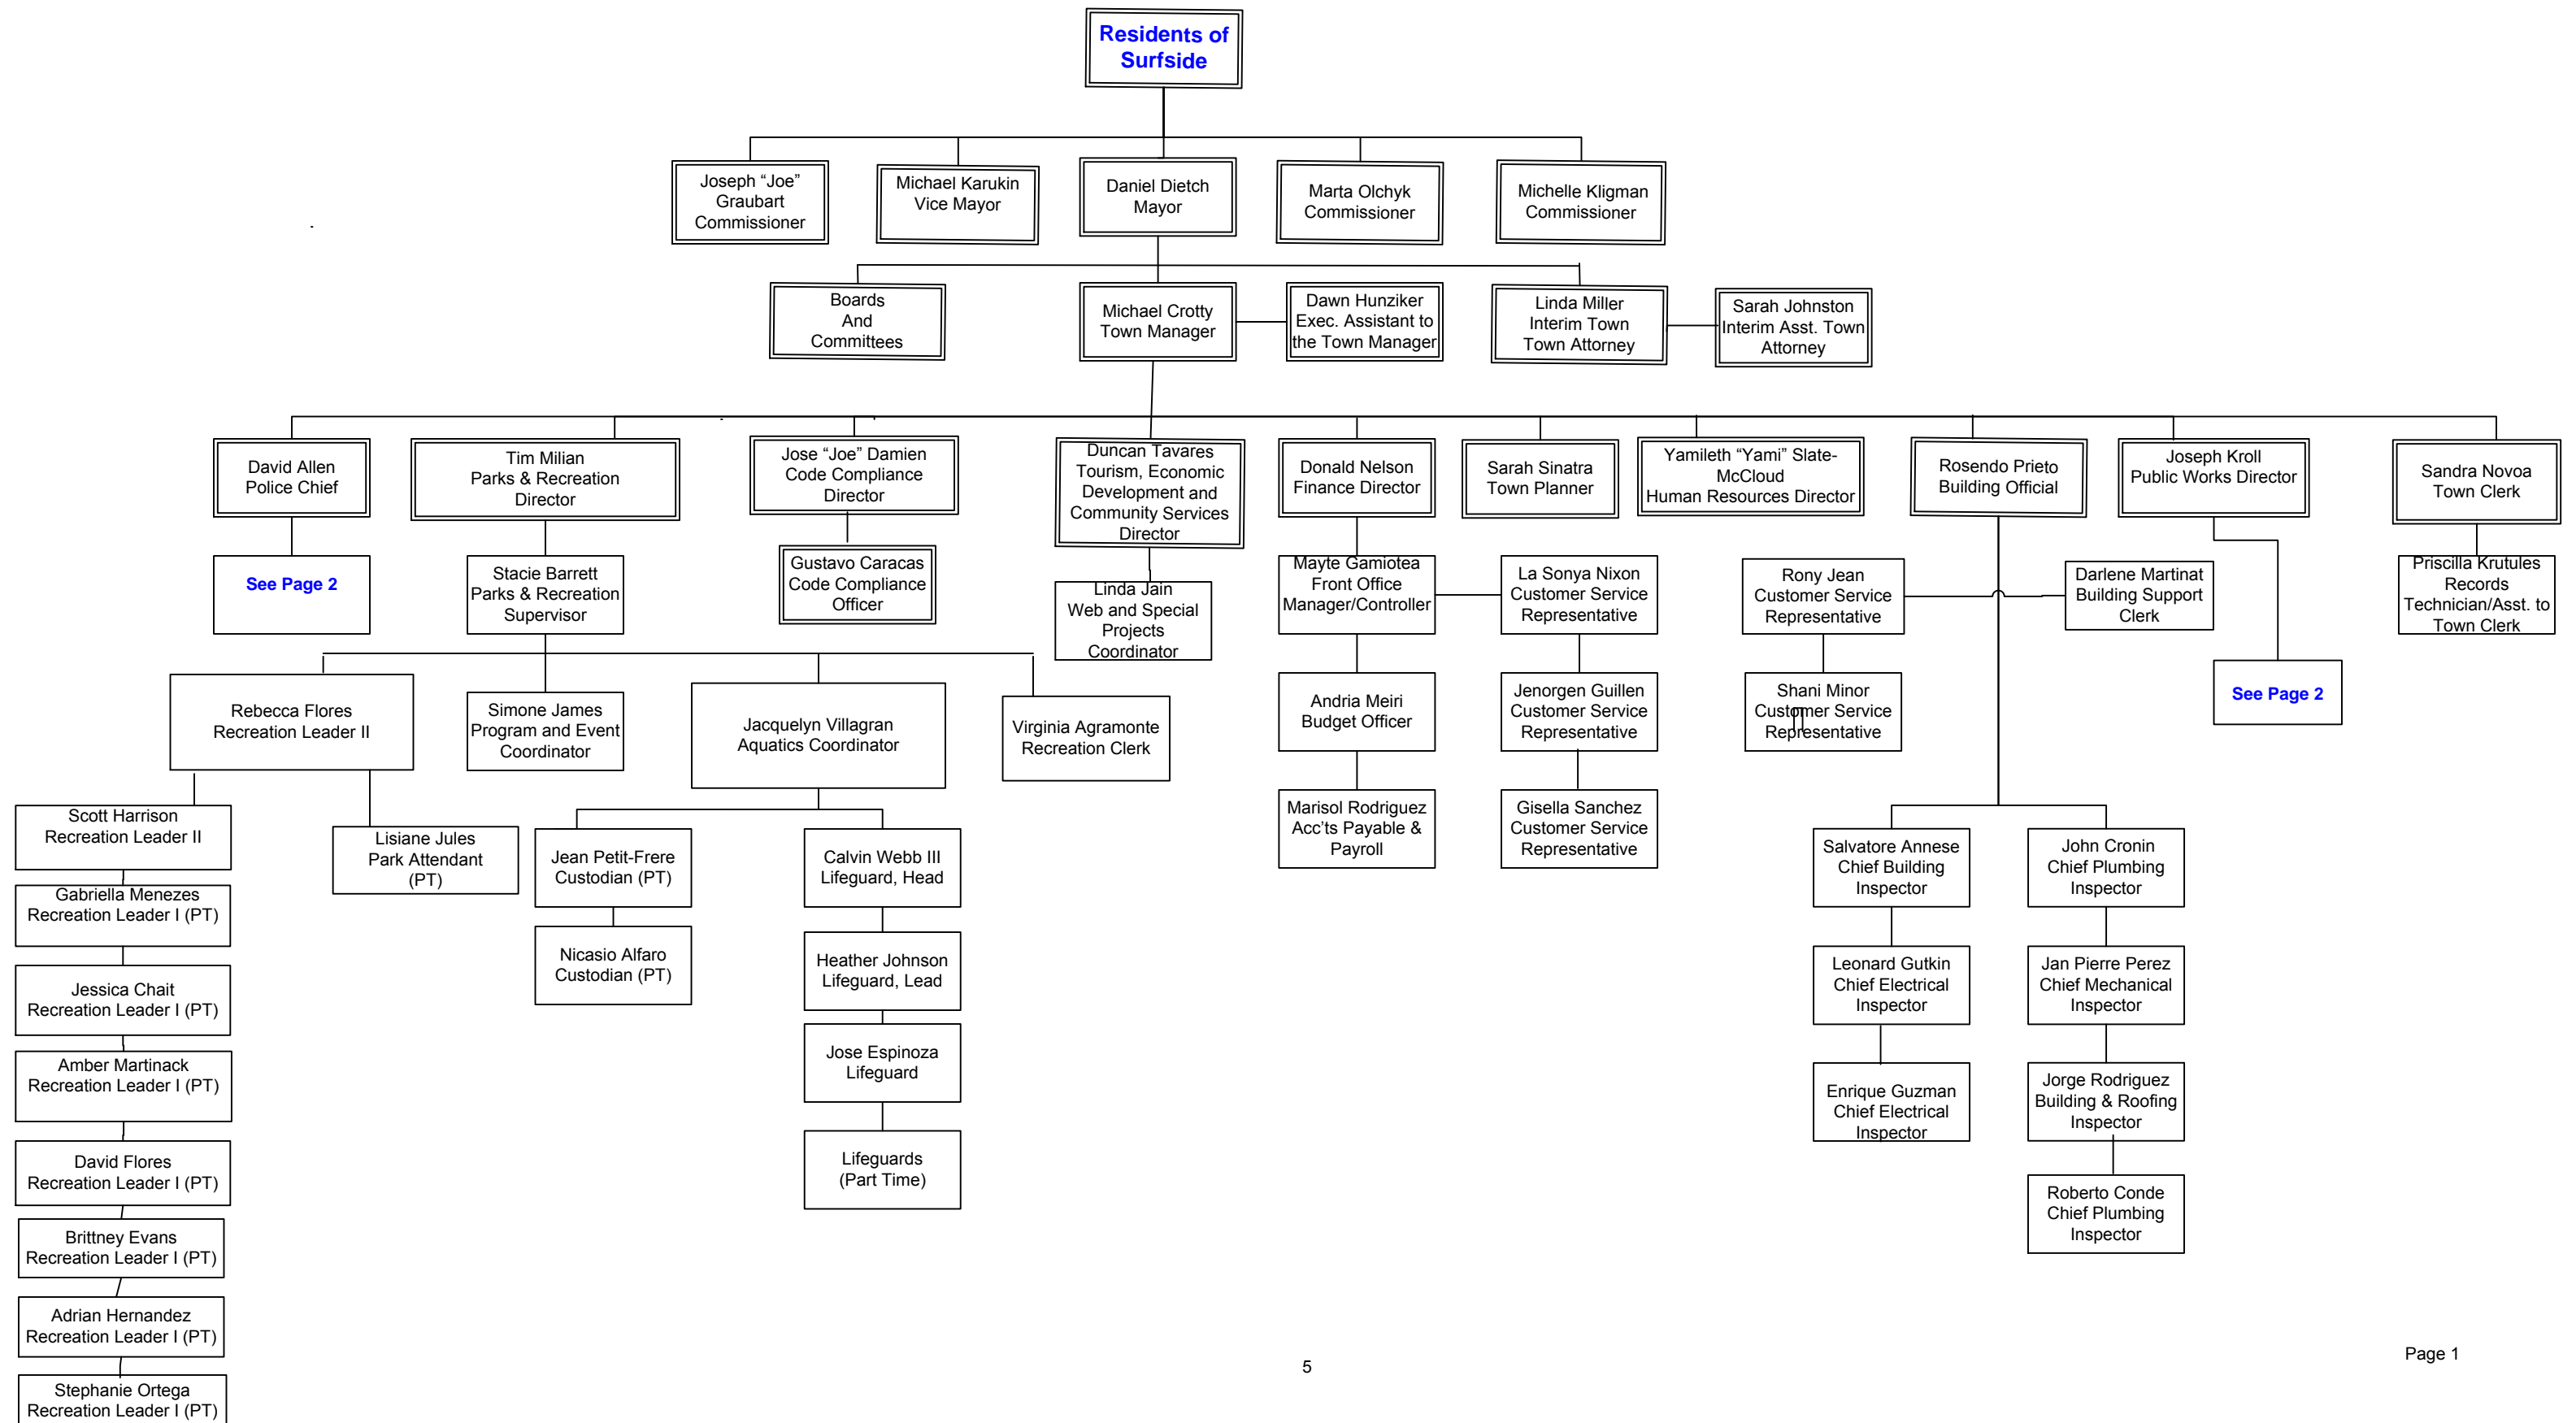 Residents of
Surfside
Joseph “Joe”
Graubart
Commissioner
Michael Karukin
Vice Mayor
Daniel Dietch
Mayor
Marta Olchyk
Commissioner
Michelle Kligman
Commissioner
Boards
And
Committees
Michael Crotty
Town Manager
Dawn Hunziker
Exec. Assistant to
the Town Manager
Linda Miller
Interim Town
Town Attorney
Sarah Johnston
Interim Asst. Town
Attorney
David Allen
Police Chief
Tim Milian
Parks & Recreation
Director
Jose “Joe” Damien
Code Compliance
Director
Duncan Tavares
Tourism, Economic
Development and
Community Services
Director
Donald Nelson
Finance Director
Sarah Sinatra
Town Planner
Yamileth “Yami” Slate-
McCloud
Human Resources Director
Rosendo Prieto
Building Official
Joseph Kroll
Public Works Director
Sandra Novoa
Town Clerk
See Page 2
Stacie Barrett
Parks & Recreation
Supervisor
Gustavo Caracas
Code Compliance
Officer
Linda Jain
Web and Special
Projects
Coordinator
Mayte Gamiotea
Front Office
Manager/Controller
La Sonya Nixon
Customer Service
Representative
Rony Jean
Customer Service
Representative
Darlene Martinat
Building Support
Clerk
Priscilla Krutules
Records
Technician/Asst. to
Town Clerk
Rebecca Flores
Recreation Leader II
Simone James
Program and Event
Coordinator
Jacquelyn Villagran
Aquatics Coordinator
Virginia Agramonte
Recreation Clerk
Andria Meiri
Budget Officer
Jenorgen Guillen
Customer Service
Representative
Shani Minor
Customer Service
Representative
See Page 2
Scott Harrison
Recreation Leader II
Lisiane Jules
Park Attendant
(PT)
Jean Petit-Frere
Custodian (PT)
Calvin Webb III
Lifeguard, Head
Marisol Rodriguez
Acc’ts Payable &
Payroll
Gisella Sanchez
Customer Service
Representative
Salvatore Annese
Chief Building
Inspector
John Cronin
Chief Plumbing
Inspector
Gabriella Menezes
Recreation Leader I (PT)
Nicasio Alfaro
Custodian (PT)
Heather Johnson
Lifeguard, Lead
Leonard Gutkin
Chief Electrical
Inspector
Jan Pierre Perez
Chief Mechanical
Inspector
Jessica Chait
Recreation Leader I (PT)
Amber Martinack
Recreation Leader I (PT)
Jose Espinoza
Lifeguard
Enrique Guzman
Chief Electrical
Inspector
Jorge Rodriguez
Building & Roofing
Inspector
David Flores
Recreation Leader I (PT)
Lifeguards
(Part Time)
Roberto Conde
Chief Plumbing
Inspector
Brittney Evans
Recreation Leader I (PT)
Adrian Hernandez
Recreation Leader I (PT)
Stephanie Ortega
Recreation Leader I (PT)
5
Page 1